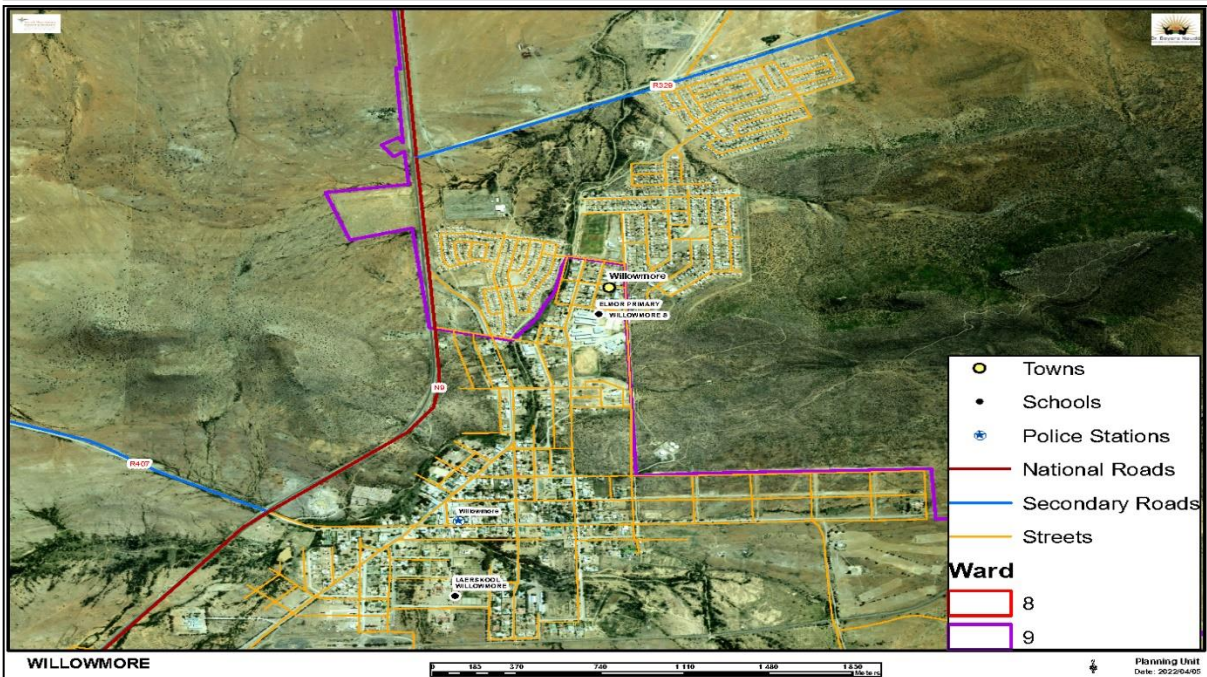 R329
Willowmore
ELMOR PRIMARY
WILLOWMORE S
N9
R407
Willowmore
LAERSKOOL
WILLOWMORE
Towns
Schools
Police Stations
National Roads
Secondary Roads
Streets
Ward
8
9
WILLOWMORE
0 185 370 740 1 110 1 480 1 850
Meters
Planning Unit
Date: 2022/04/05